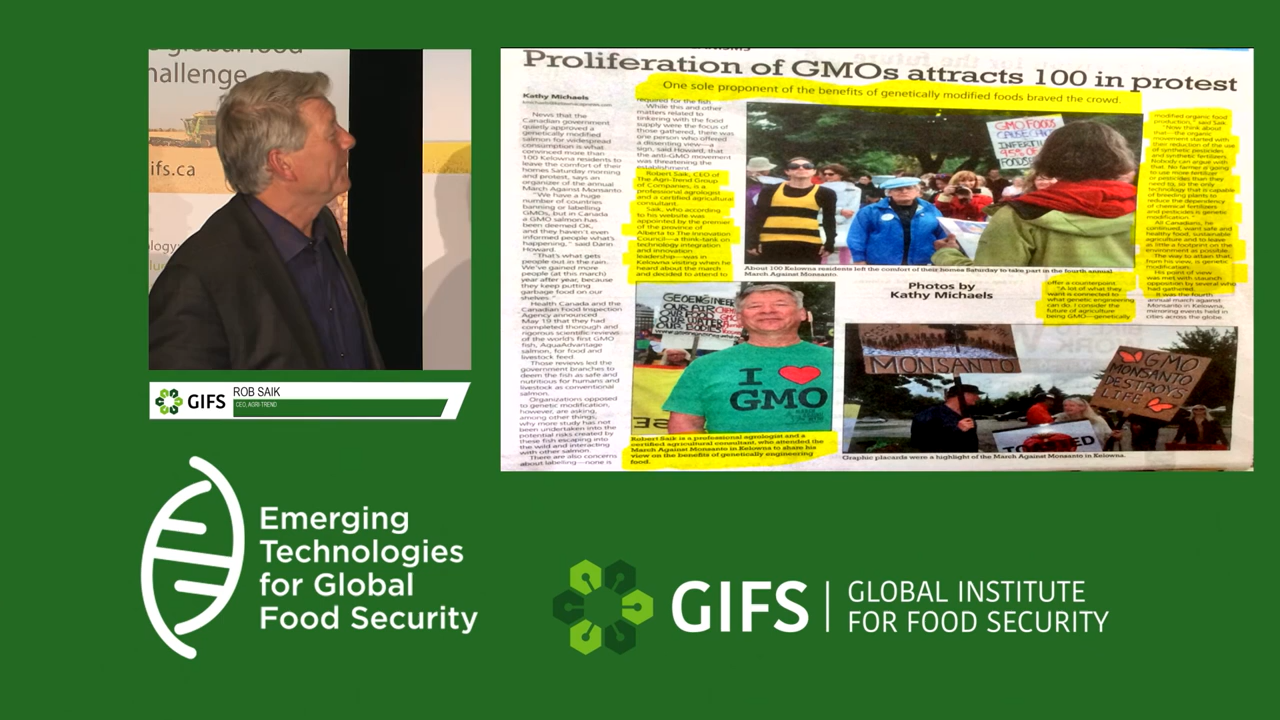 o global food
hallenge
ifs.ca
ology
GIFS
ROB SAIK
CEO, AGRI-TREND
Proliferation of GMOs attracts 100 in protest
One sole proponent of the benefits of genetically modified foods braved the crowd.
Kathy Michaels
News that the
Canadian government
quietly approved a
genetically modified
salmon for widespread
consumption is what
convinced more than
100 Kelowna residents to
leave the comfort of their
homes Saturday morning
and protest, says an
organizer of the annual
March Against Monsanto
"We have a huge
number of countries
banning or labelling
GMOs, but in Canada
a GMO salmon has
been deemed OK,
and they haven't even
informed people what's
happening," said Darin
Howard.
"That's what gets
people out in the rain.
We've gained more
people (at this march)
year after year, because
they keep putting
garbage food on our
shelves."
Health Canada and the
Canadian Food Inspection
Agency announced
May 19 that they had
completed thorough and
rigorous scientific reviews
of the world's first GMO
fish, AquaAdvantage
salmon, for food and
livestock feed.
Those reviews led the
government branches to
deem the fish as safe and
nutritious for humans and
livestock as conventional
salmon.
Organizations opposed
to genetic modification,
however, are asking,
among other things,
why more study has not
been undertaken into the
potential risks created by
these fish escaping into
the wild and interacting
with other salmon.
There are also concerns
about labelling—none is
required for the fish.
While this and other
matters related to
tinkering with the food
supply were the focus of
those gathered, there was
one person who offered
a dissenting view—a
sign, said Howard, that
the anti-GMO movement
was threatening the
establishment.
Robert Saik, CEO of
The Agri-Trend Group
of Companies, is a
professional agrologist
and a certified agricultural
consultant.
Saik, who according
to his website was
appointed by the premier
of the province of
Alberta to The Innovation
Council—a think-tank on
technology integration
and innovation
leadership—was in
Kelowna visiting when he
heard about the march
and decided to attend to
offer a counterpoint.
"A lot of what they
want is connected to
what genetic engineering
can do. I consider the
future of agriculture
being GMO—genetically
modified organic food
production," said Saik.
"Now think about
that—the organic
movement started with
their reduction of the use
of synthetic pesticides
and synthetic fertilizers.
Nobody can argue with
that. No farmer is going
to use more fertilizer
or pesticides than they
need to, so the only
technology that is capable
of breeding plants to
reduce the dependency
of chemical fertilizers
and pesticides is genetic
modification."
All Canadians, he
continued, want safe and
healthy food, sustainable
agriculture and to leave
as little a footprint on the
environment as possible.
The way to attain that,
from his view, is genetic
modification.
His point of view
was met with staunch
opposition by several who
had gathered.
It was the fourth
annual march against
Monsanto in Kelowna,
mirroring events held in
cities across the globe.
GMO FOODS
INFERTI
FOODS
About 100 Kelowna residents left the comfort of their homes Saturday to take part in the fourth annual
March Against Monsanto.
Photos by
Kathy Michaels
GEOENGINEE
I ❤ GMO
Robert Saik is a professional agrologist and a
certified agricultural consultant, who attended the
March Against Monsanto in Kelowna to share his
view on the benefits of genetically engineering
food.
MONSANTO
GMO
MONSANTO
DESTROYS
LIFE
Graphic placards were a highlight of the March Against Monsanto in Kelowna.
Emerging
Technologies
for Global
Food Security
GIFS
GLOBAL INSTITUTE
FOR FOOD SECURITY